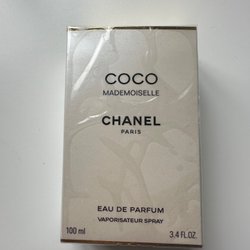 COCO
MADEMOISELLE
CHANEL
PARIS
EAU DE PARFUM
VAPORISATEUR SPRAY
100 ml 3.4 FL.OZ.